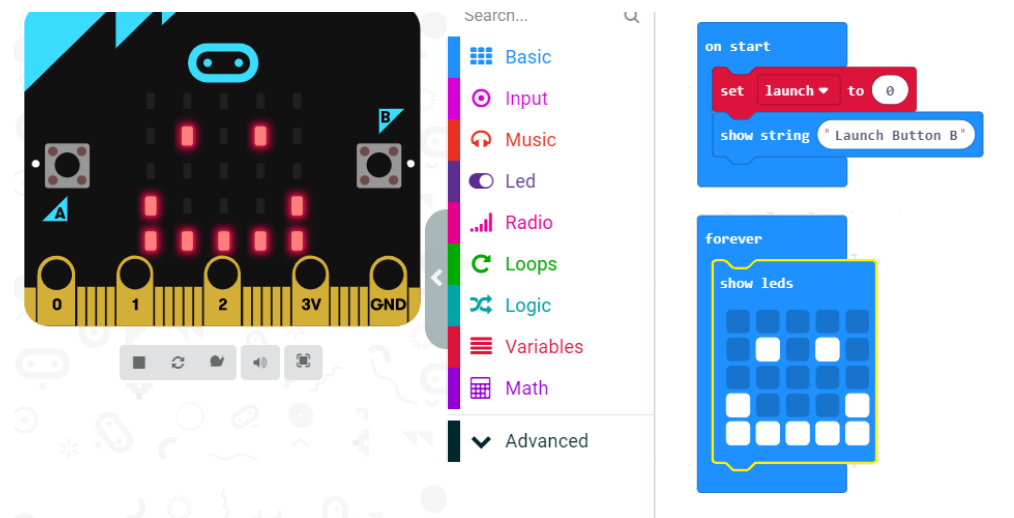 Search...
B
A
0
1
2
3V
GND
Basic
Input
Music
Led
Radio
Loops
Logic
Variables
Math
Advanced
on start
set launch to 0
show string "Launch Button B"
forever
show leds